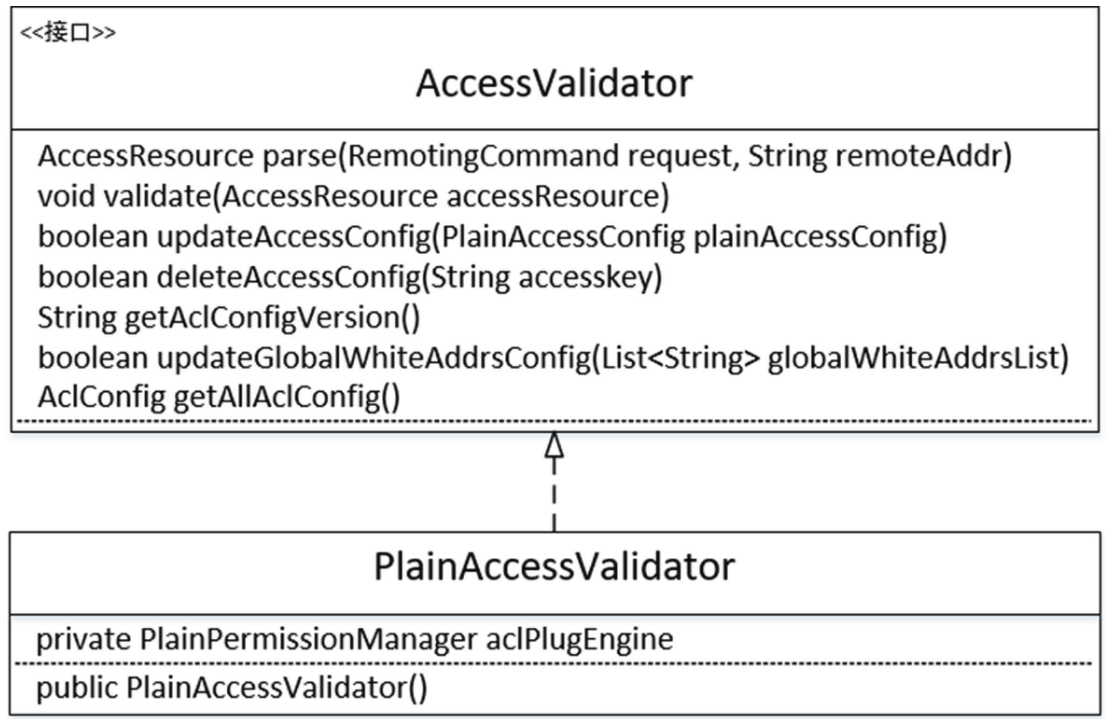 <<接口>>
AccessValidator
AccessResource parse(RemotingCommand request, String remoteAddr)
void validate(AccessResource accessResource)
boolean updateAccessConfig(PlainAccessConfig plainAccessConfig)
boolean deleteAccessConfig(String accesskey)
String getAclConfigVersion()
boolean updateGlobalWhiteAddrsConfig(List<String> globalWhiteAddrsList)
AclConfig getAllAclConfig()
PlainAccessValidator
private PlainPermissionManager aclPlugEngine
public PlainAccessValidator()